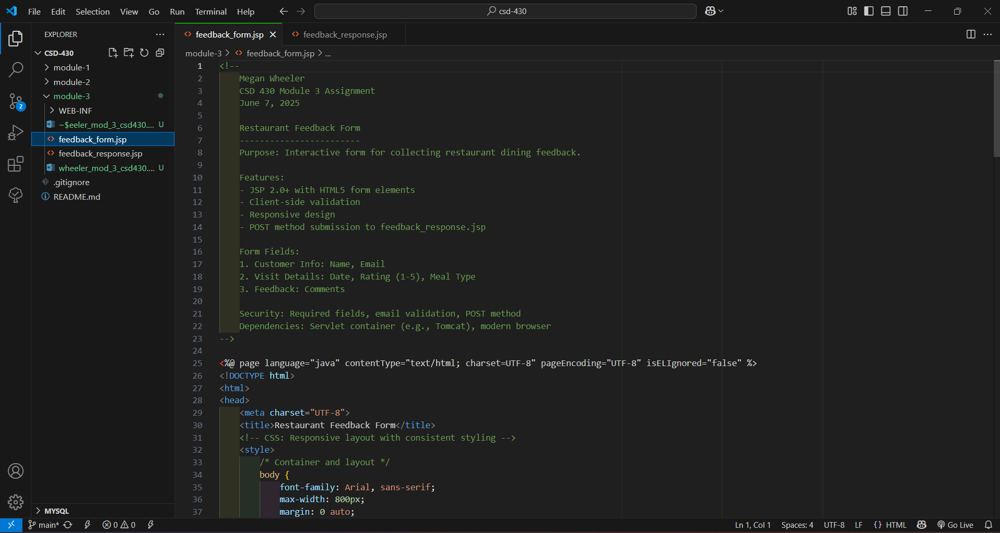 File Edit Selection View Go Run Terminal Help
csd-430
EXPLORER
CSD-430
module-1
module-2
module-3
WEB-INF
~$eeler_mod_3_csd430.... U
feedback_form.jsp
feedback_response.jsp
wheeler_mod_3_csd430.... U
.gitignore
README.md
MYSQL
2
feedback_form.jsp
feedback_response.jsp
module-3 > feedback_form.jsp > ...
1 <!--
2 Megan Wheeler
3 CSD 430 Module 3 Assignment
4 June 7, 2025
5
6 Restaurant Feedback Form
7 ------------------------
8 Purpose: Interactive form for collecting restaurant dining feedback.
9
10 Features:
11 - JSP 2.0+ with HTML5 form elements
12 - Client-side validation
13 - Responsive design
14 - POST method submission to feedback_response.jsp
15
16 Form Fields:
17 1. Customer Info: Name, Email
18 2. Visit Details: Date, Rating (1-5), Meal Type
19 3. Feedback: Comments
20
21 Security: Required fields, email validation, POST method
22 Dependencies: Servlet container (e.g., Tomcat), modern browser
23 -->
24
25 <%@ page language="java" contentType="text/html; charset=UTF-8" pageEncoding="UTF-8" isELIgnored="false" %>
26 <!DOCTYPE html>
27 <html>
28 <head>
29 <meta charset="UTF-8">
30 <title>Restaurant Feedback Form</title>
31 <!-- CSS: Responsive layout with consistent styling -->
32 <style>
33 /* Container and layout */
34 body {
35 font-family: Arial, sans-serif;
36 max-width: 800px;
37 margin: 0 auto;
main* 0 0 Ln 1, Col 1 Spaces: 4 UTF-8 LF {} HTML Go Live